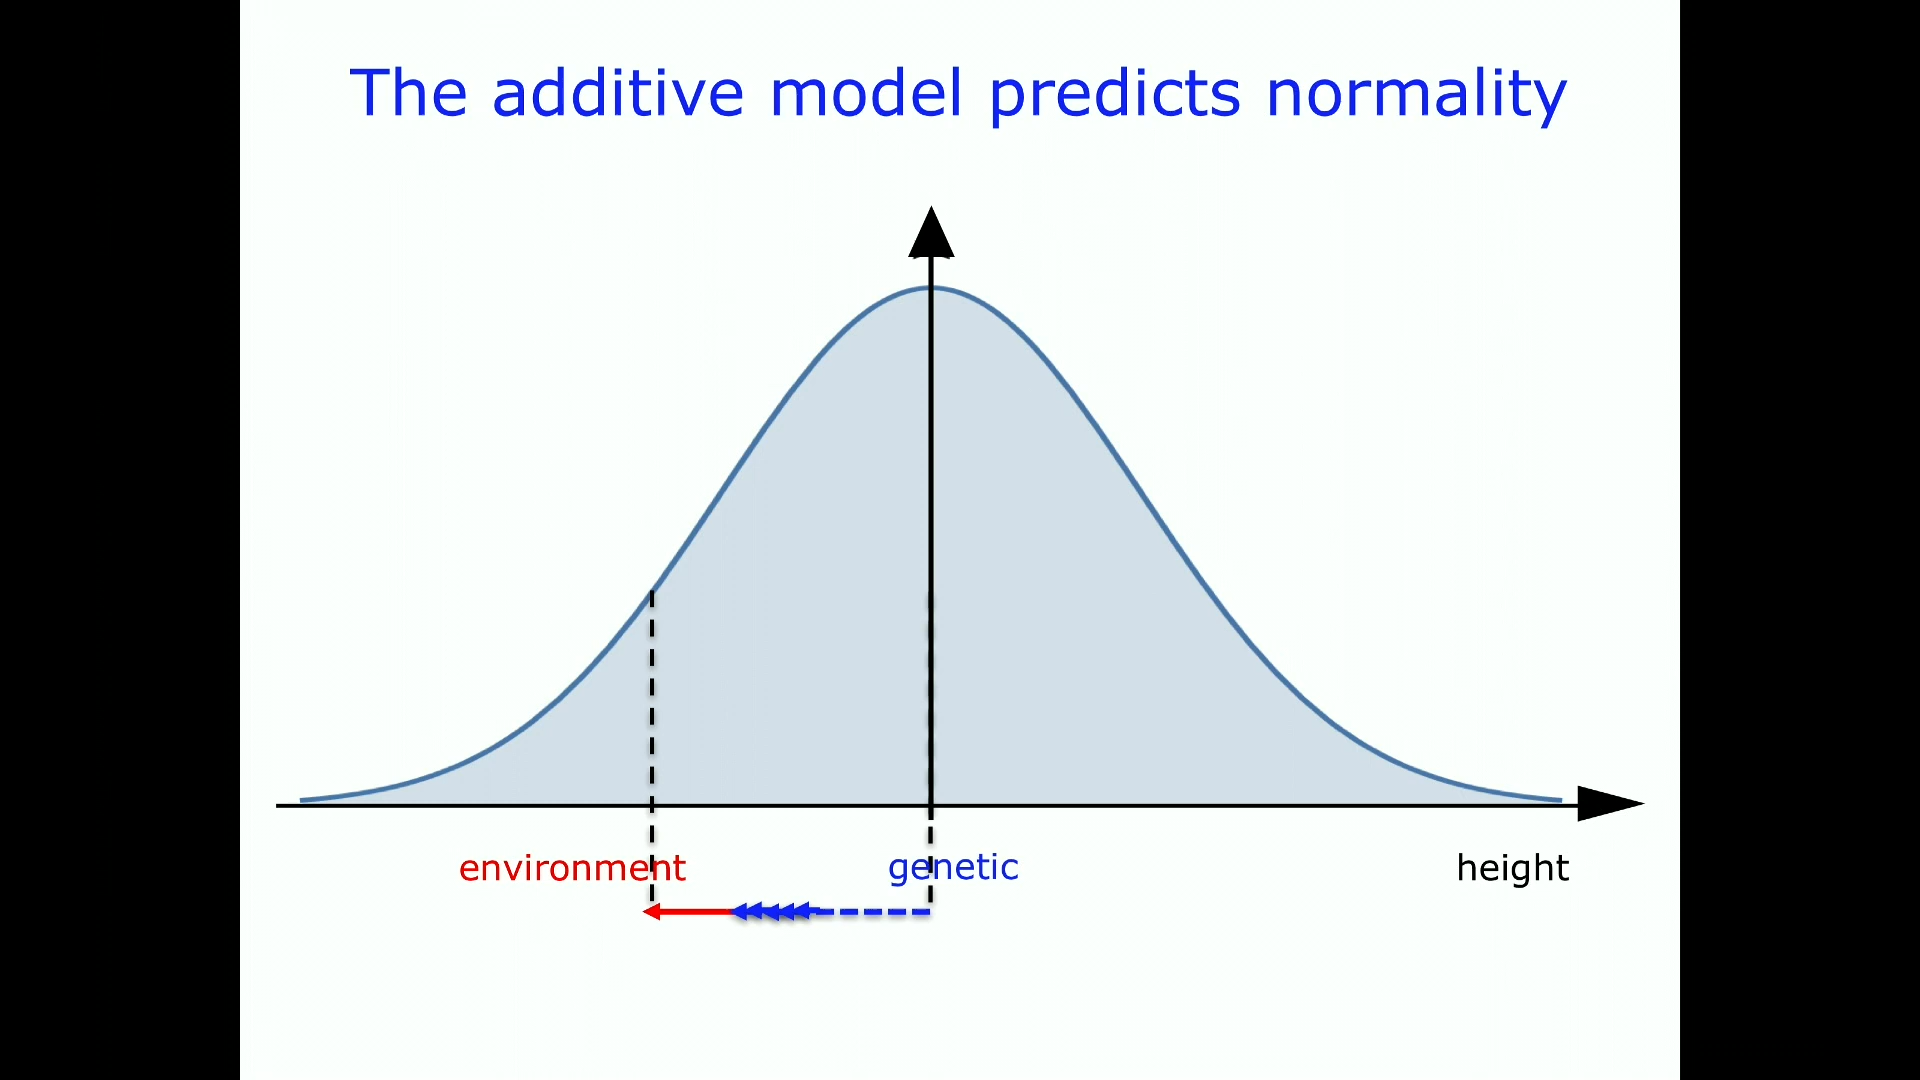 The additive model predicts normality
environment
genetic
height